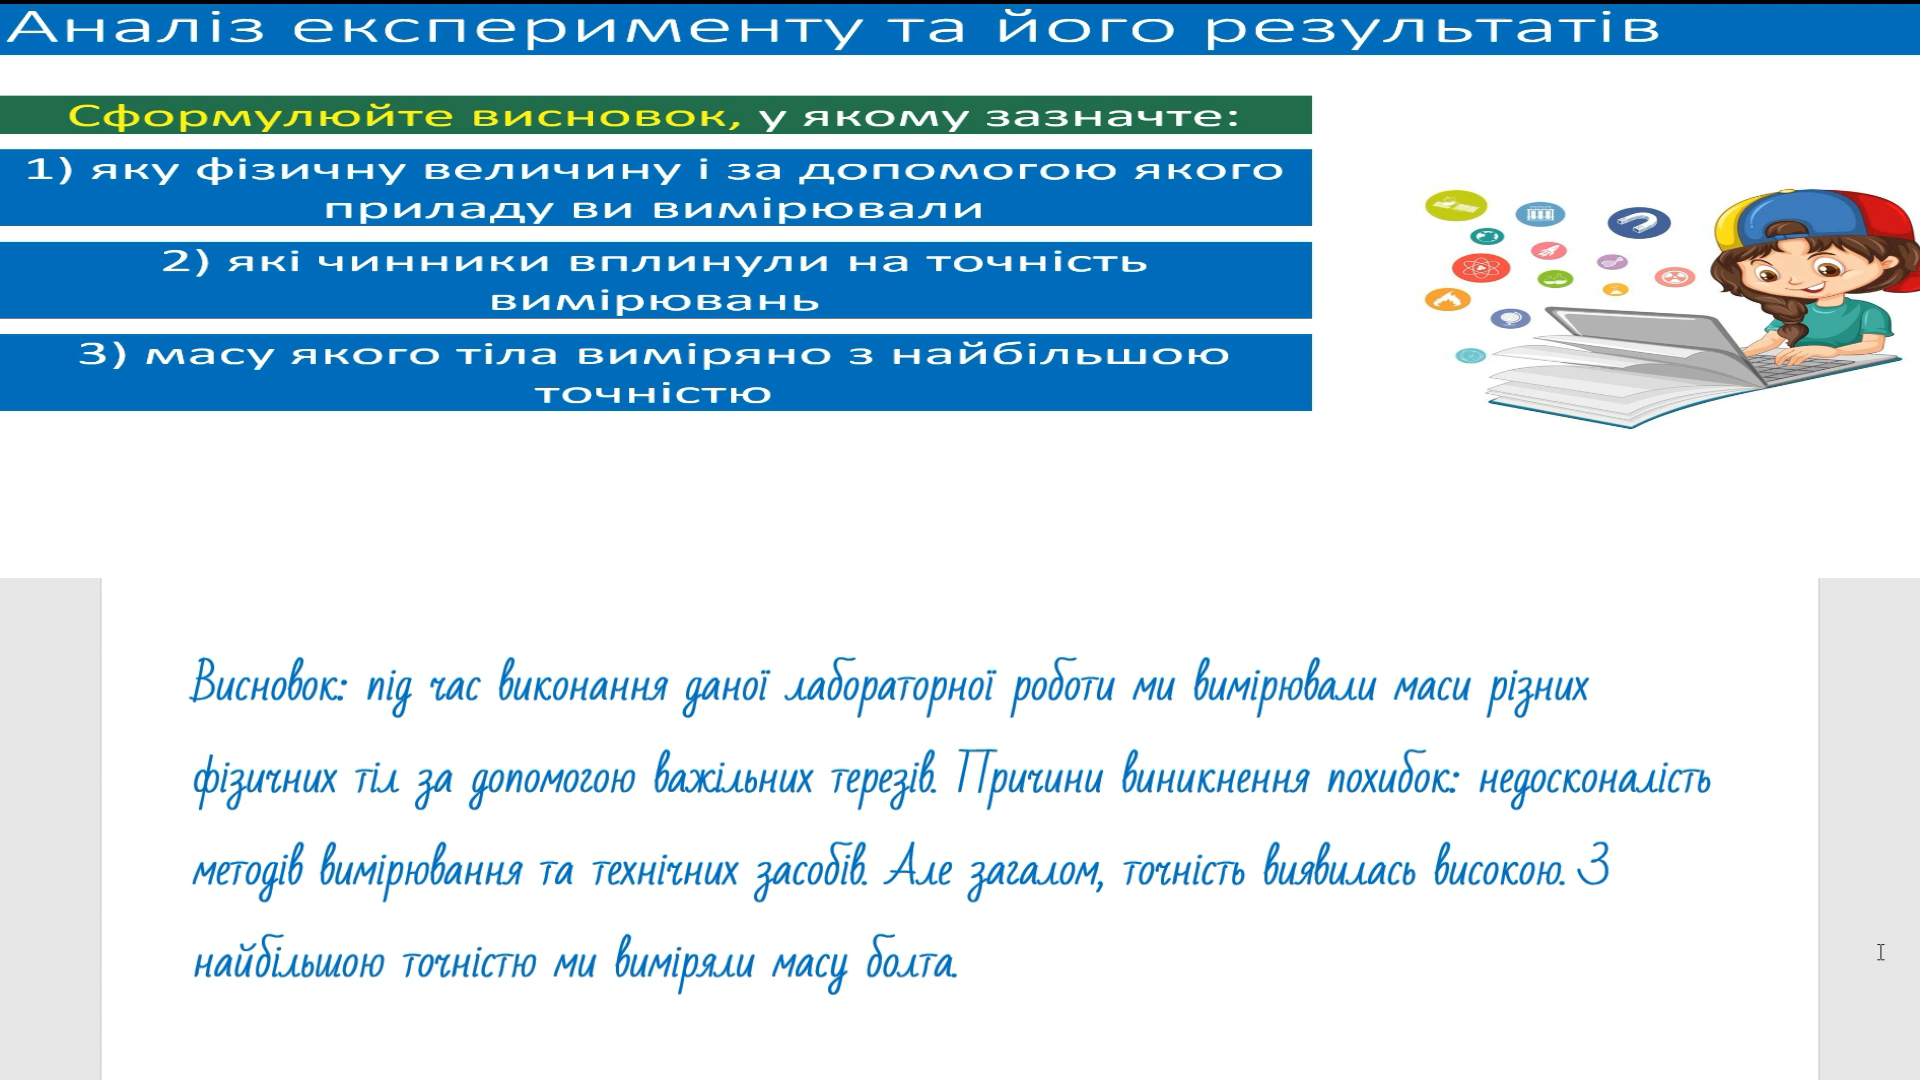 Аналіз експерименту та його результатів
Сформулюйте висновок, у якому зазначте:
1) яку фізичну величину і за допомогою якого
приладу ви вимірювали
2) які чинники вплинули на точність
вимірювань
3) масу якого тіла виміряно з найбільшою
точністю
Висновок: під час виконання даної лабораторної роботи ми вимірювали маси різних
фізичних тіл за допомогою важільних терезів. Причини виникнення похибок: недосконалість
методів вимірювання та технічних засобів. Але загалом, точність виявилась високою. З
найбільшою точністю ми виміряли масу болта.